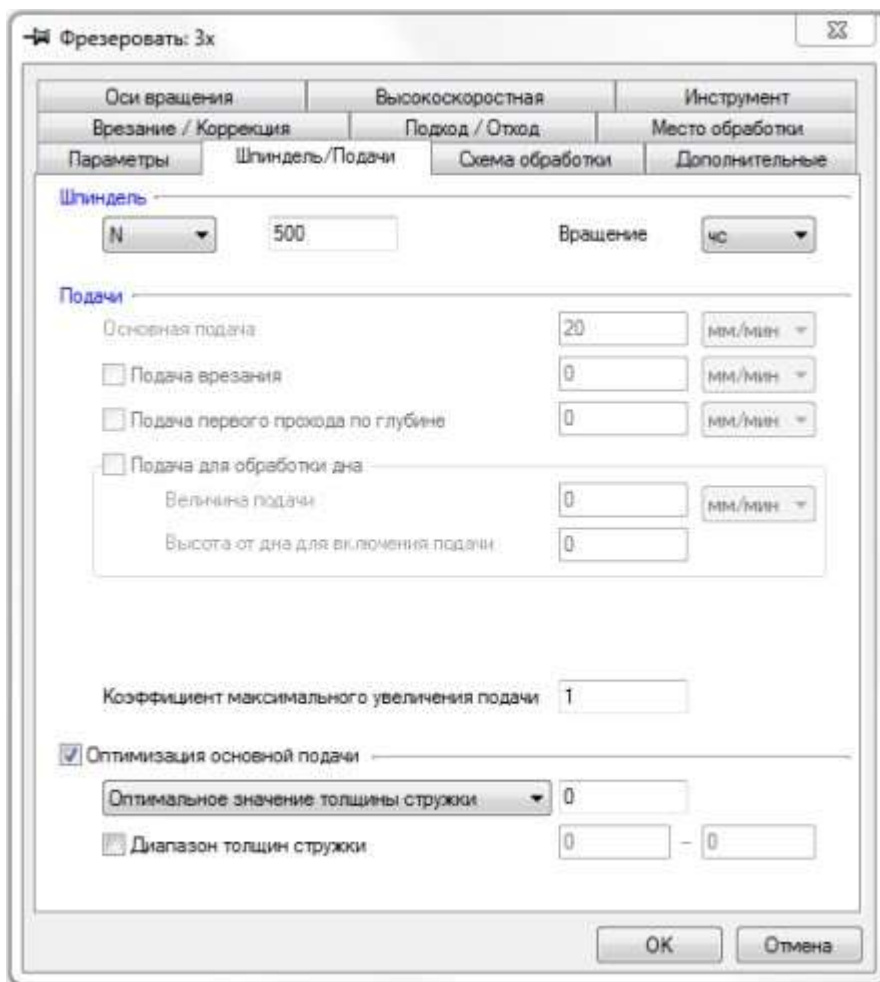 Фрезеровать: 3x
Оси вращения Высокоскоростная Инструмент
Врезание / Коррекция Подход / Отход Место обработки
Параметры Шпиндель/Подачи Схема обработки Дополнительные
Шпиндель
N 500 Вращение чс
Подачи
Основная подача 20 мм/мин
Подача врезания 0 мм/мин
Подача первого прохода по глубине 0 мм/мин
Подача для обработки дна
Величина подачи 0 мм/мин
Высота от дна для включения подачи 0
Коэффициент максимального увеличения подачи 1
Оптимизация основной подачи
Оптимальное значение толщины стружки 0
Диапазон толщин стружки 0 – 0
OK Отмена